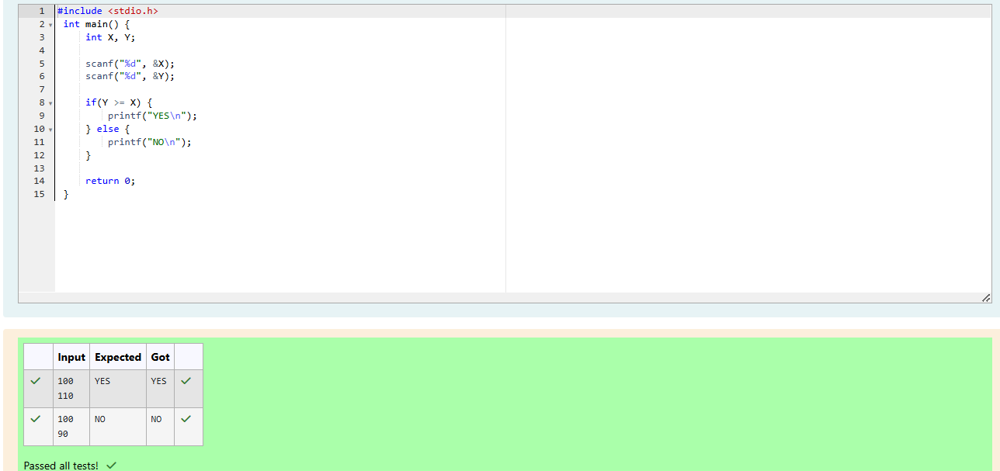 1 #include <stdio.h>
2 int main() {
3     int X, Y;
4
5     scanf("%d", &X);
6     scanf("%d", &Y);
7
8     if(Y >= X) {
9         printf("YES\n");
10     } else {
11         printf("NO\n");
12     }
13
14     return 0;
15 }
Input Expected Got
100 YES YES
110
100 NO NO
90
Passed all tests!